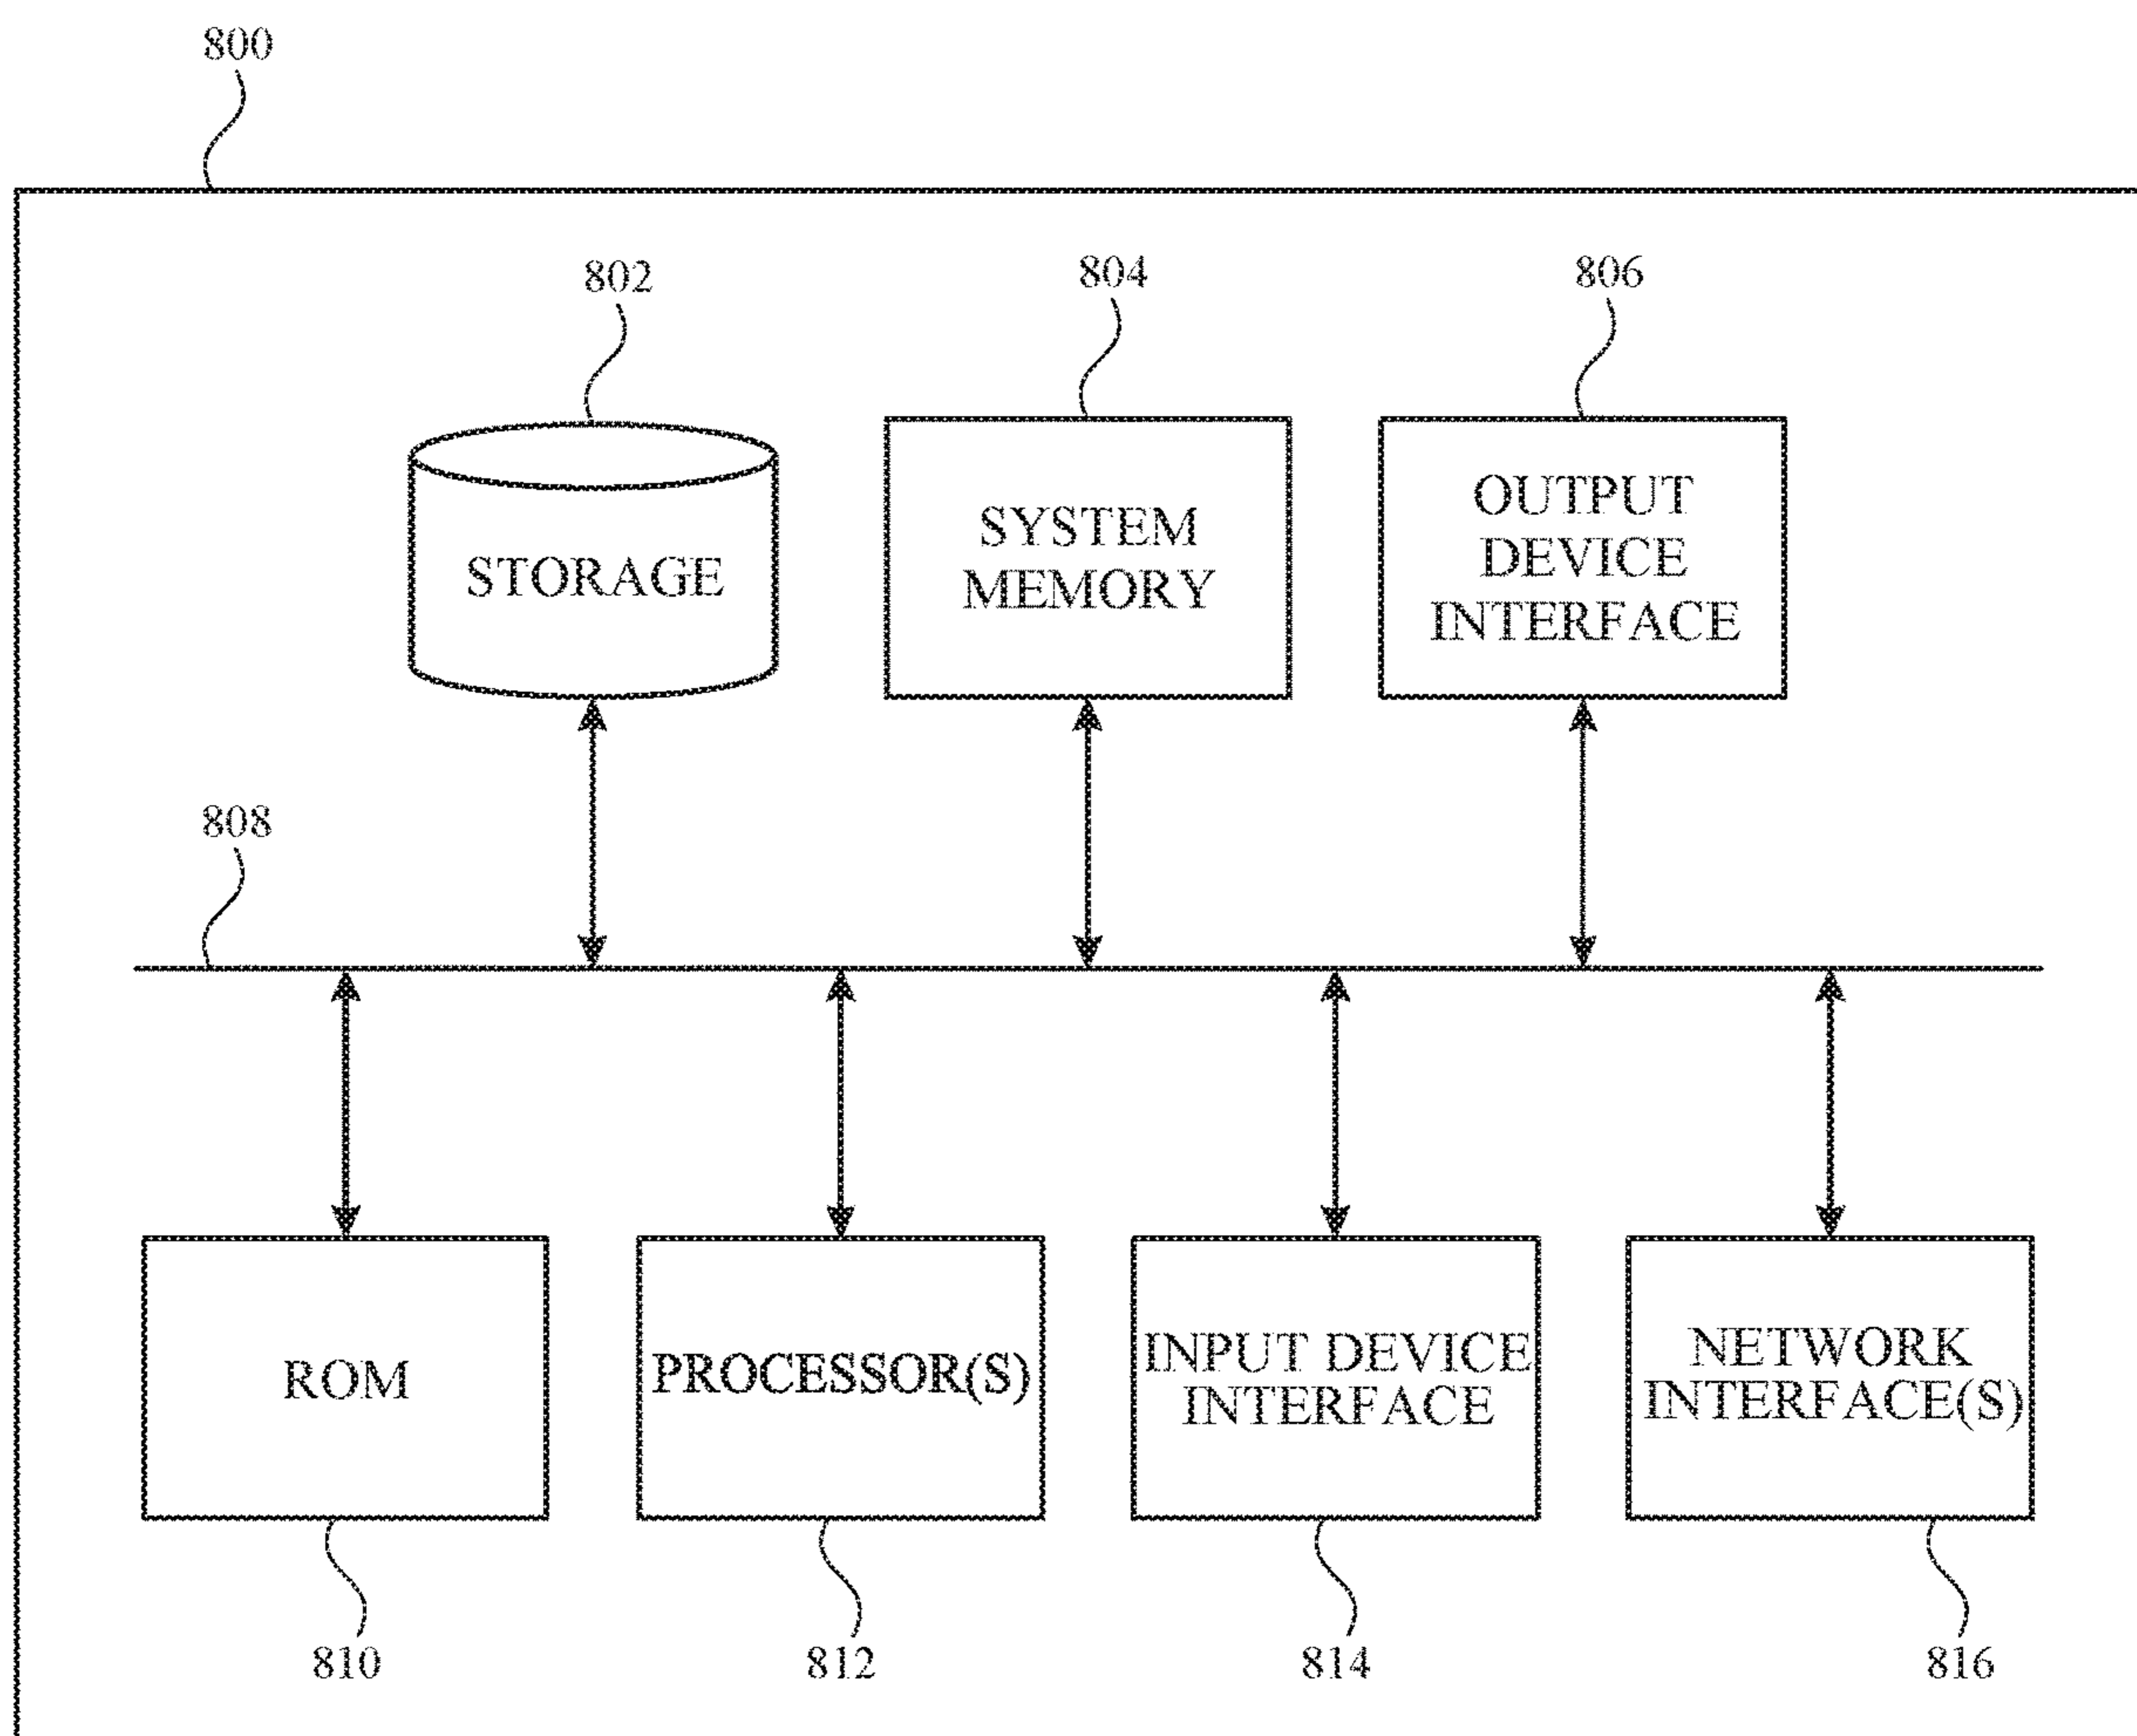 800
802
804
806
STORAGE
SYSTEM
MEMORY
OUTPUT
DEVICE
INTERFACE
808
ROM
PROCESSOR(S)
INPUT DEVICE
INTERFACE
NETWORK
INTERFACE(S)
810
812
814
816